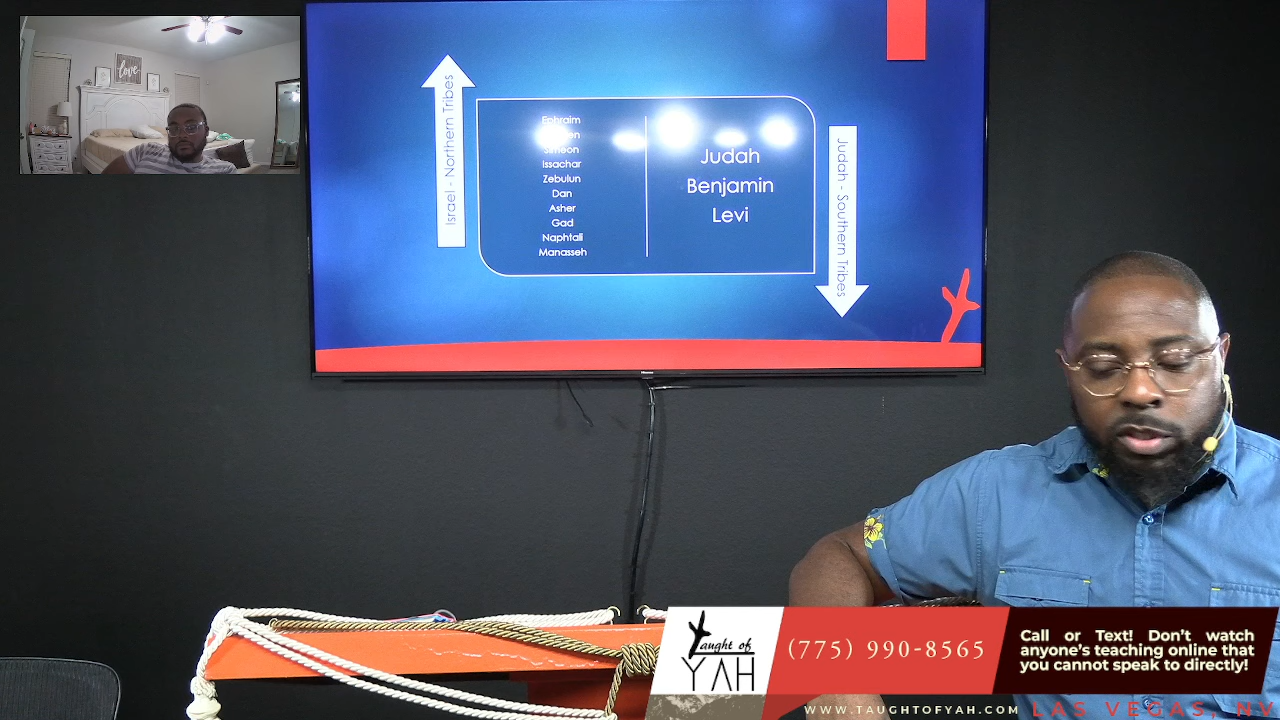 love
Israel - Northern Tribes
Ephraim
Simeon
Issachar
Zebulun
Dan
Asher
Gad
Naphtali
Manasseh
Judah
Benjamin
Levi
Judah - Southern Tribes
Hisense
Taught of
YAH
(775) 990-8565
Call or Text! Don't watch
anyone's teaching online that
you cannot speak to directly!
WWW.TAUGHTOFYAH.COM
LAS VEGAS, NV